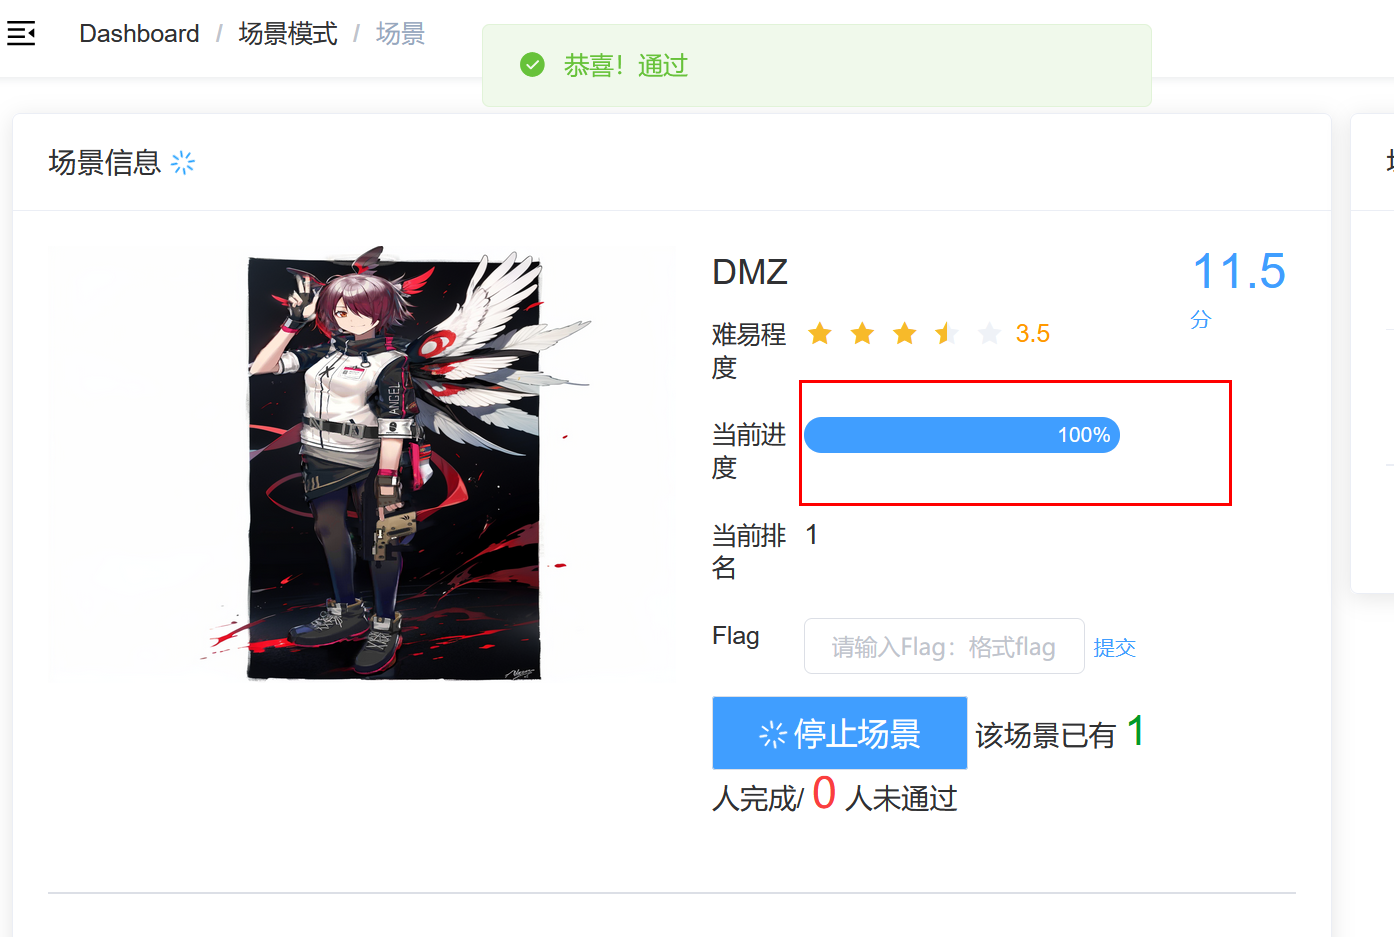 Dashboard / 场景模式 / 场景
恭喜！通过
场景信息
DMZ
11.5
分
难易程度
3.5
当前进度
100%
当前排名
1
Flag
请输入Flag：格式flag
提交
停止场景
该场景已有 1
人完成/ 0 人未通过
ANGEL